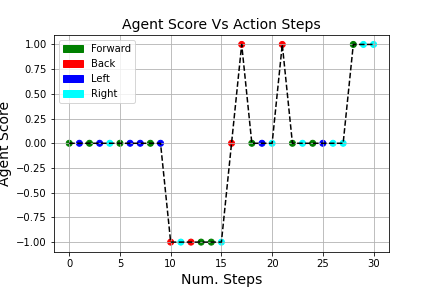 Agent Score Vs Action Steps
Agent Score
1.00
0.75
0.50
0.25
0.00
−0.25
−0.50
−0.75
−1.00
Forward
Back
Left
Right
0 5 10 15 20 25 30
Num. Steps